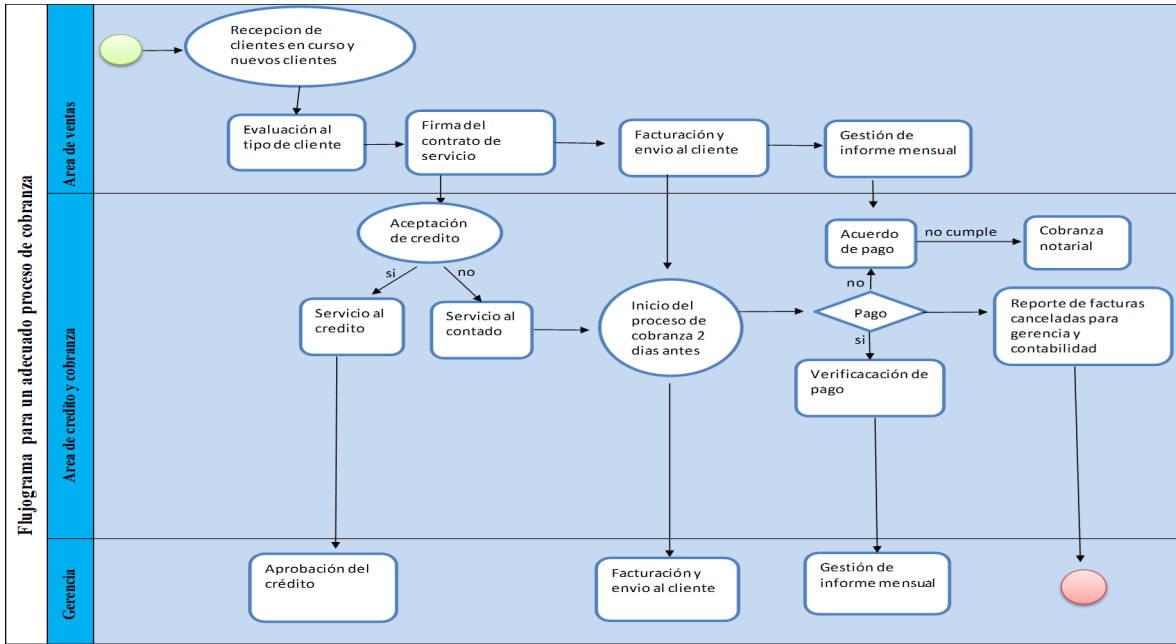 Flujograma para un adecuado proceso de cobranza
Area de ventas
Recepcion de
clientes en curso y
nuevos clientes
Evaluación al
tipo de cliente
Firma del
contrato de
servicio
Facturación y
envio al cliente
Gestión de
informe mensual
Area de credito y cobranza
Aceptación
de credito
si
no
Servicio al
credito
Servicio al
contado
Inicio del
proceso de
cobranza 2
dias antes
Acuerdo
de pago
no cumple
Cobranza
notarial
no
Pago
si
Reporte de facturas
canceladas para
gerencia y
contabilidad
Verificacación de
pago
Gerencia
Aprobación del
crédito
Facturación y
envio al cliente
Gestión de
informe mensual